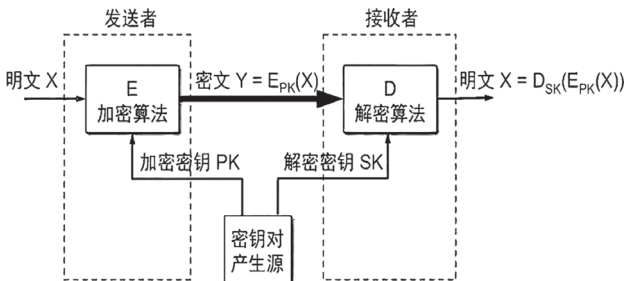 发送者
接收者
明文 X
E
加密算法
密文 Y = E_PK(X)
D
解密算法
明文 X = D_SK(E_PK(X))
加密密钥 PK
解密密钥 SK
密钥对
产生源